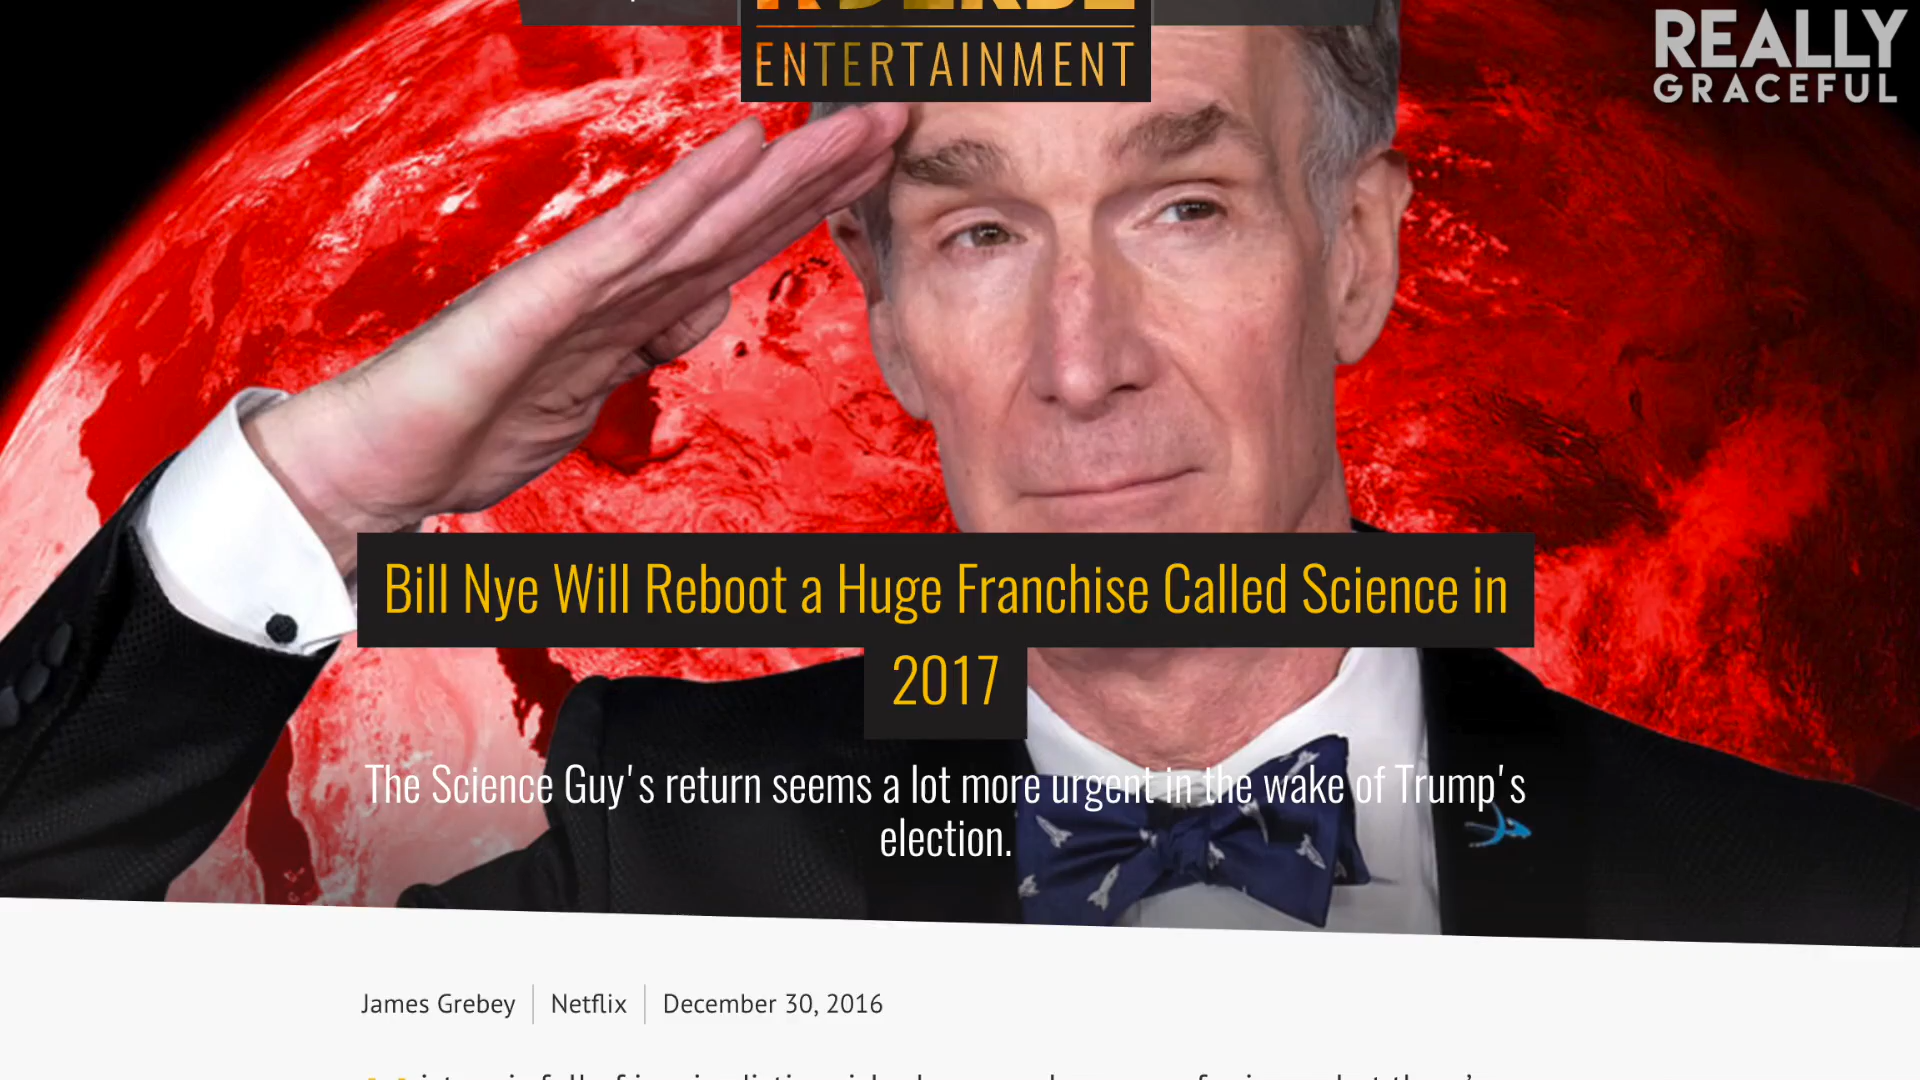 ENTERTAINMENT
REALLY
GRACEFUL
Bill Nye Will Reboot a Huge Franchise Called Science in
2017
The Science Guy's return seems a lot more urgent in the wake of Trump's
election.
James Grebey | Netflix | December 30, 2016